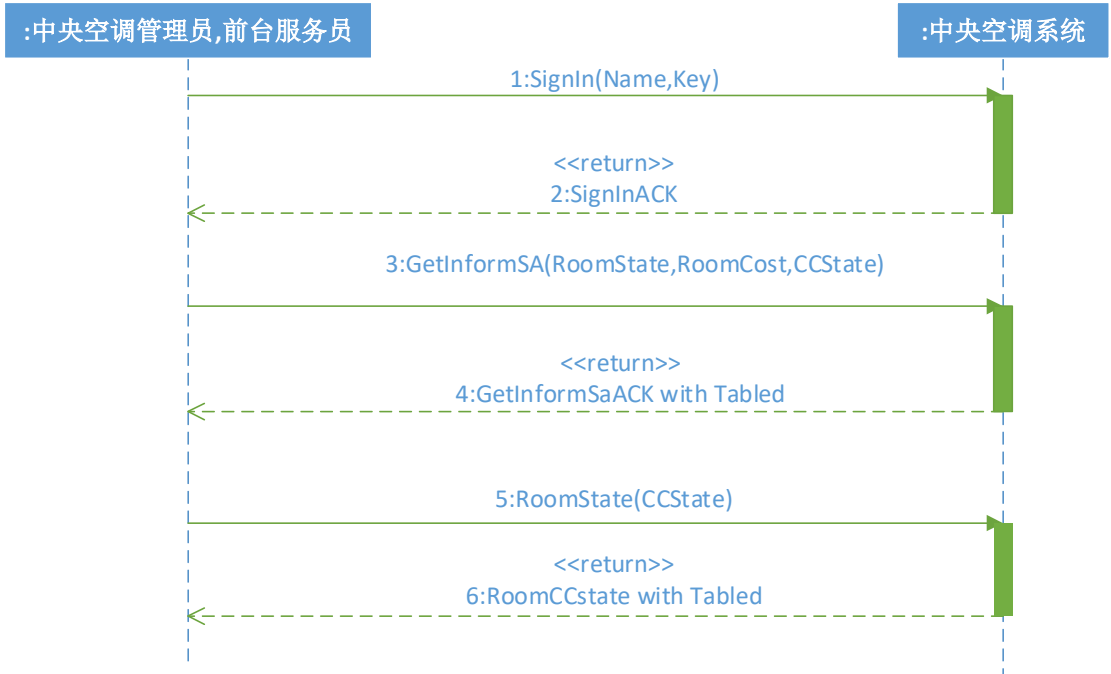 :中央空调管理员,前台服务员
:中央空调系统
1:SignIn(Name,Key)
<<return>>
2:SignInACK
3:GetInformSA(RoomState,RoomCost,CCState)
<<return>>
4:GetInformSaACK with Tabled
5:RoomState(CCState)
<<return>>
6:RoomCCstate with Tabled